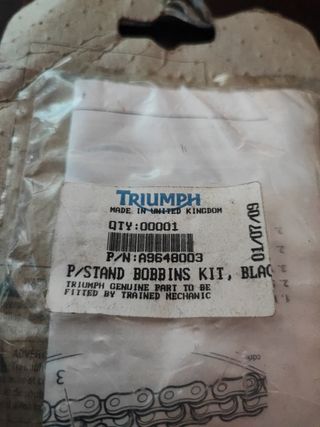 TRIUMPH
MADE IN UNITED KINGDOM
QTY:00001
P/N:A9648003
01/07/09
P/STAND BOBBINS KIT, BLAC
TRIUMPH GENUINE PART TO BE
FITTED BY TRAINED MECHANIC
3